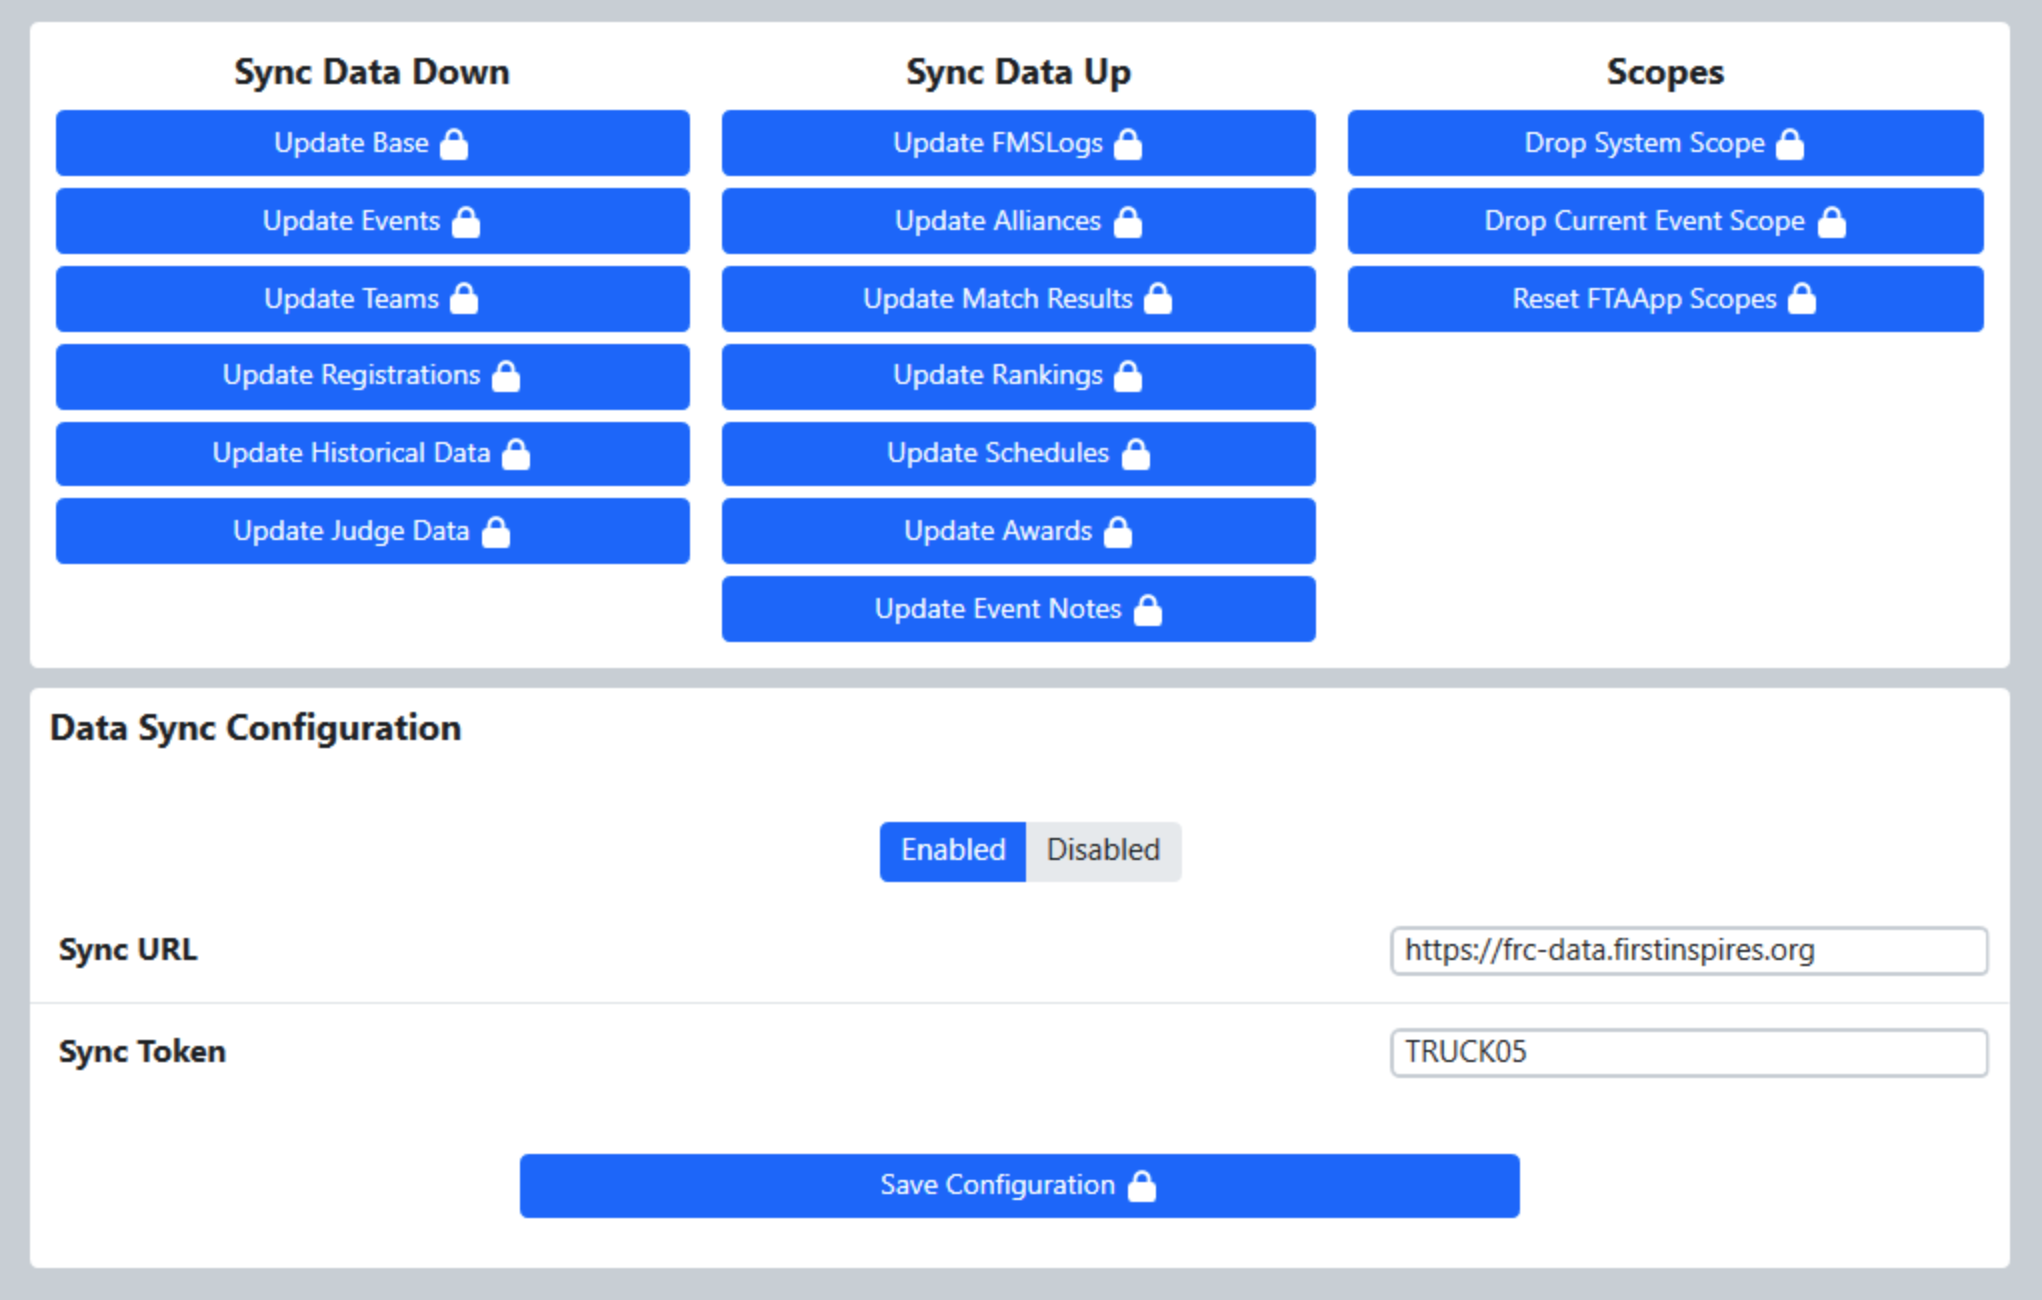 Sync Data Down
Update Base
Update Events
Update Teams
Update Registrations
Update Historical Data
Update Judge Data
Sync Data Up
Update FMSLogs
Update Alliances
Update Match Results
Update Rankings
Update Schedules
Update Awards
Update Event Notes
Scopes
Drop System Scope
Drop Current Event Scope
Reset FTAApp Scopes
Data Sync Configuration
Enabled Disabled
Sync URL https://frc-data.firstinspires.org
Sync Token TRUCK05
Save Configuration